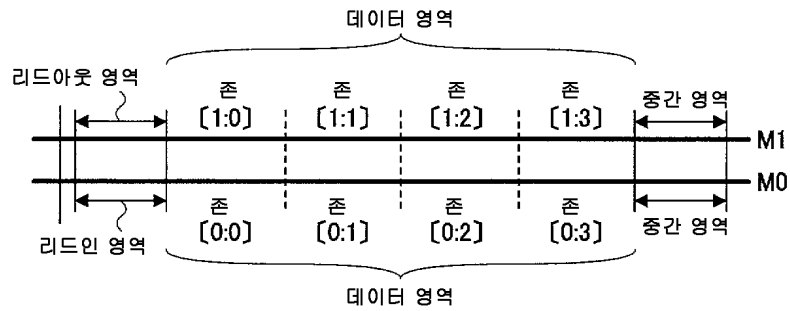 데이터 영역
리드아웃 영역
존 존 존 존
〔1:0〕 〔1:1〕 〔1:2〕 〔1:3〕 중간 영역
M1
M0
존 존 존 존
〔0:0〕 〔0:1〕 〔0:2〕 〔0:3〕 중간 영역
리드인 영역
데이터 영역